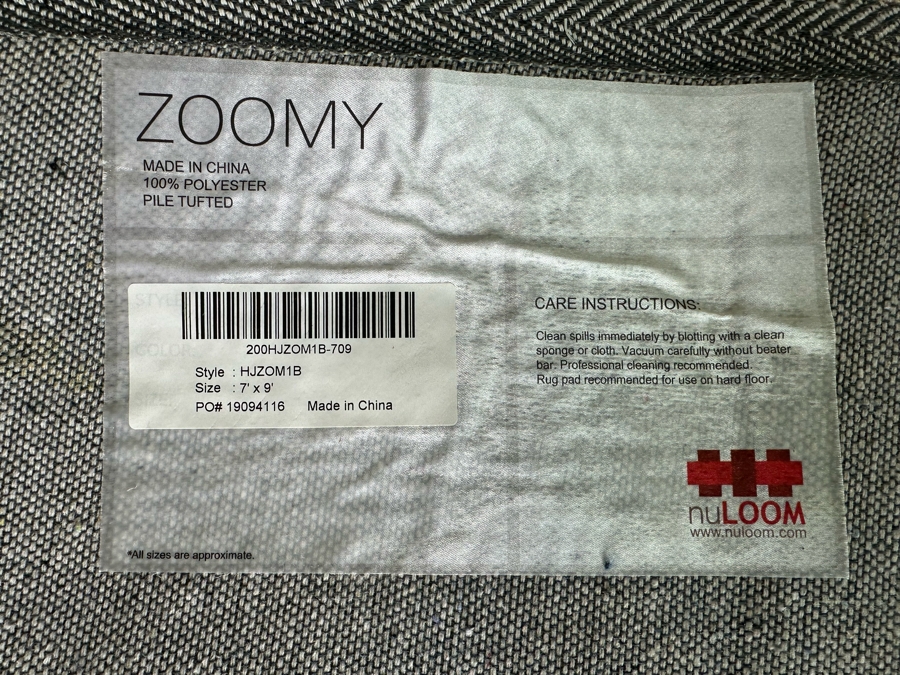 ZOOMY
MADE IN CHINA
100% POLYESTER
PILE TUFTED
STYLE
200HJZOM1B-709
Style : HJZOM1B
Size : 7' x 9'
PO# 19094116 Made in China
CARE INSTRUCTIONS:
Clean spills immediately by blotting with a clean
sponge or cloth. Vacuum carefully without beater
bar. Professional cleaning recommended.
Rug pad recommended for use on hard floor.
nuLOOM
www.nuloom.com
*All sizes are approximate.